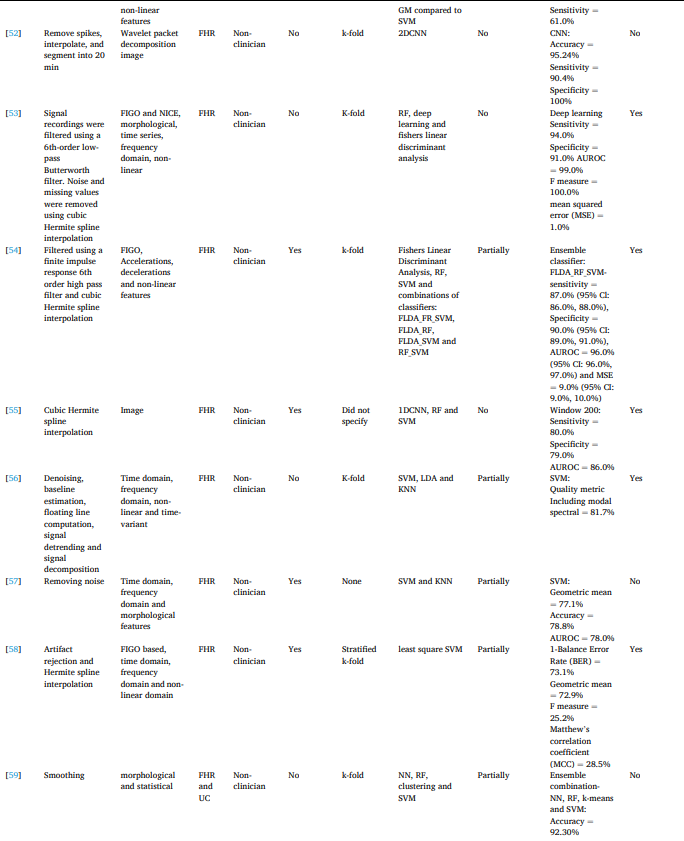 non-linear features GM compared to SVM Sensitivity = 61.0%
[52] Remove spikes, interpolate, and segment into 20 min Wavelet packet decomposition image FHR Non-clinician No k-fold 2DCNN No CNN: Accuracy = 95.24% Sensitivity = 90.4% Specificity = 100% No
[53] Signal recordings were filtered using a 6th-order low-pass Butterworth filter. Noise and missing values were removed using cubic Hermite spline interpolation FIGO and NICE, morphological, time series, frequency domain, non-linear FHR Non-clinician No K-fold RF, deep learning and fishers linear discriminant analysis No Deep learning Sensitivity = 94.0% Specificity = 91.0% AUROC = 99.0% F measure = 100.0% mean squared error (MSE) = 1.0% Yes
[54] Filtered using a finite impulse response 6th order high pass filter and cubic Hermite spline interpolation FIGO, Accelerations, decelerations and non-linear features FHR Non-clinician Yes k-fold Fishers Linear Discriminant Analysis, RF, SVM and combinations of classifiers: FLDA_FR_SVM, FLDA_RF, FLDA_SVM and RF_SVM Partially Ensemble classifier: FLDA_RF_SVM-sensitivity = 87.0% (95% CI: 86.0%, 88.0%), Specificity = 90.0% (95% CI: 89.0%, 91.0%), AUROC = 96.0% (95% CI: 96.0%, 97.0%) and MSE = 9.0% (95% CI: 9.0%, 10.0%) Yes
[55] Cubic Hermite spline interpolation Image FHR Non-clinician Yes Did not specify 1DCNN, RF and SVM No Window 200: Sensitivity = 80.0% Specificity = 79.0% AUROC = 86.0% Yes
[56] Denoising, baseline estimation, floating line computation, signal detrending and signal decomposition Time domain, frequency domain, non-linear and time-variant FHR Non-clinician No K-fold SVM, LDA and KNN Partially SVM: Quality metric Including modal spectral = 81.7% Yes
[57] Removing noise Time domain, frequency domain and morphological features FHR Non-clinician Yes None SVM and KNN Partially SVM: Geometric mean = 77.1% Accuracy = 78.8% AUROC = 78.0% No
[58] Artifact rejection and Hermite spline interpolation FIGO based, time domain, frequency domain and non-linear domain FHR Non-clinician Yes Stratified k-fold least square SVM Partially 1-Balance Error Rate (BER) = 73.1% Geometric mean = 72.9% F measure = 25.2% Matthew's correlation coefficient (MCC) = 28.5% Yes
[59] Smoothing morphological and statistical FHR and UC Non-clinician No k-fold NN, RF, clustering and SVM Partially Ensemble combination- NN, RF, k-means and SVM: Accuracy = 92.30% No